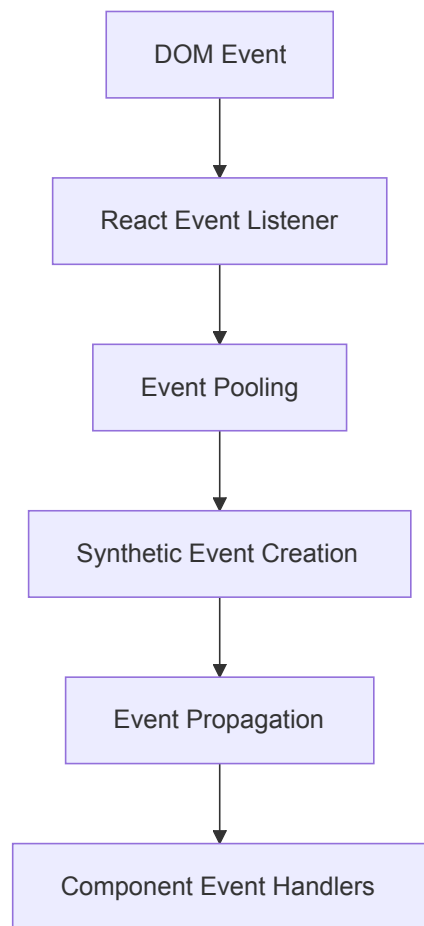 DOM Event
React Event Listener
Event Pooling
Synthetic Event Creation
Event Propagation
Component Event Handlers